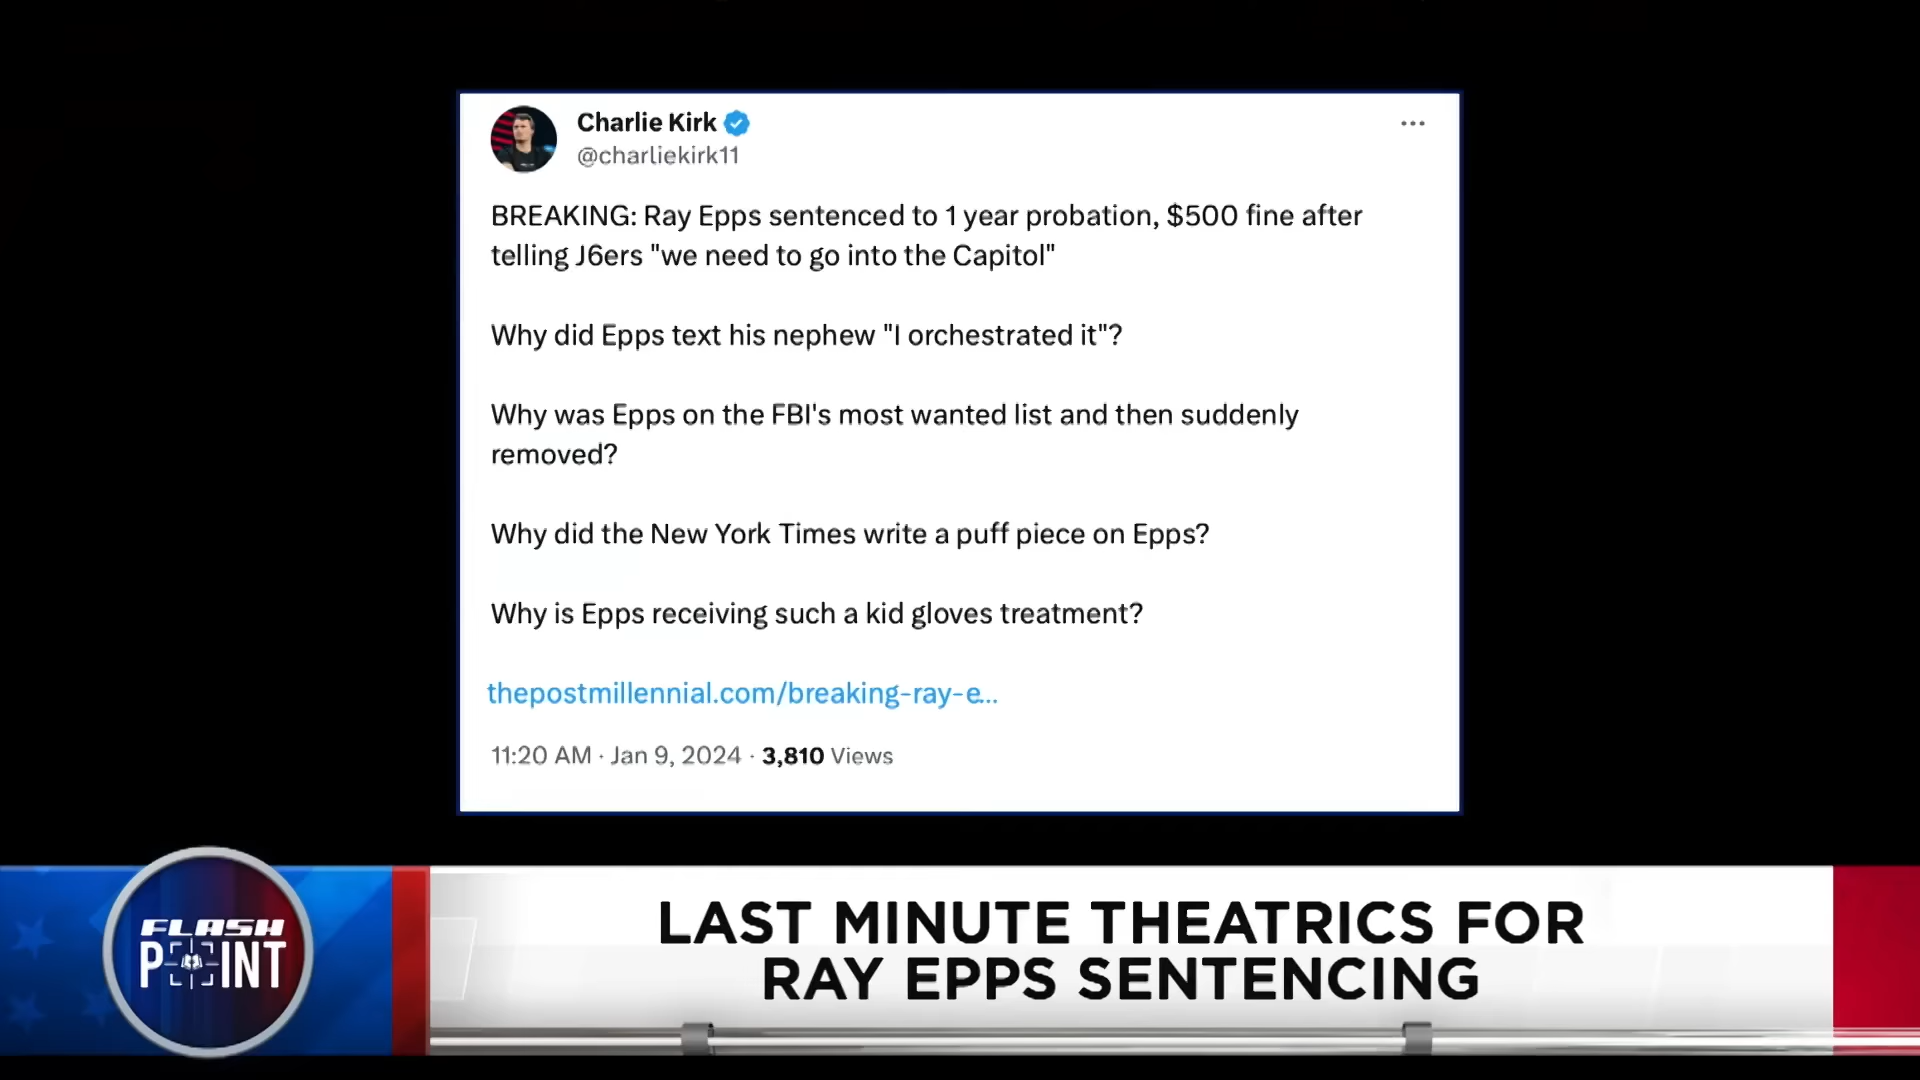 Charlie Kirk
@charliekirk11
BREAKING: Ray Epps sentenced to 1 year probation, $500 fine after
telling J6ers "we need to go into the Capitol"
Why did Epps text his nephew "I orchestrated it"?
Why was Epps on the FBI's most wanted list and then suddenly
removed?
Why did the New York Times write a puff piece on Epps?
Why is Epps receiving such a kid gloves treatment?
thepostmillennial.com/breaking-ray-e...
11:20 AM · Jan 9, 2024 · 3,810 Views
FLASH
POINT
LAST MINUTE THEATRICS FOR
RAY EPPS SENTENCING